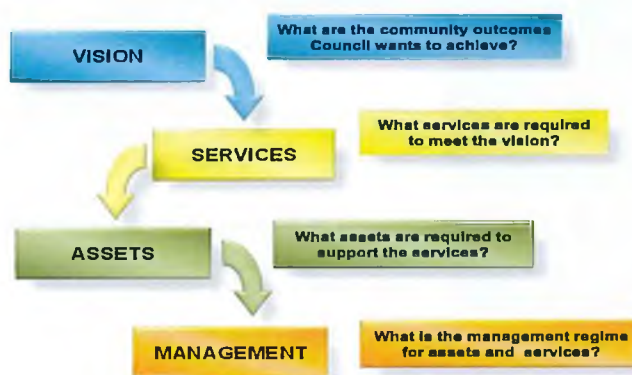 VISION
What are the community outcomes
Council wants to achieve?
SERVICES
What services are required
to meet the vision?
ASSETS
What assets are required to
support the services?
MANAGEMENT
What is the management regime
for assets and services?